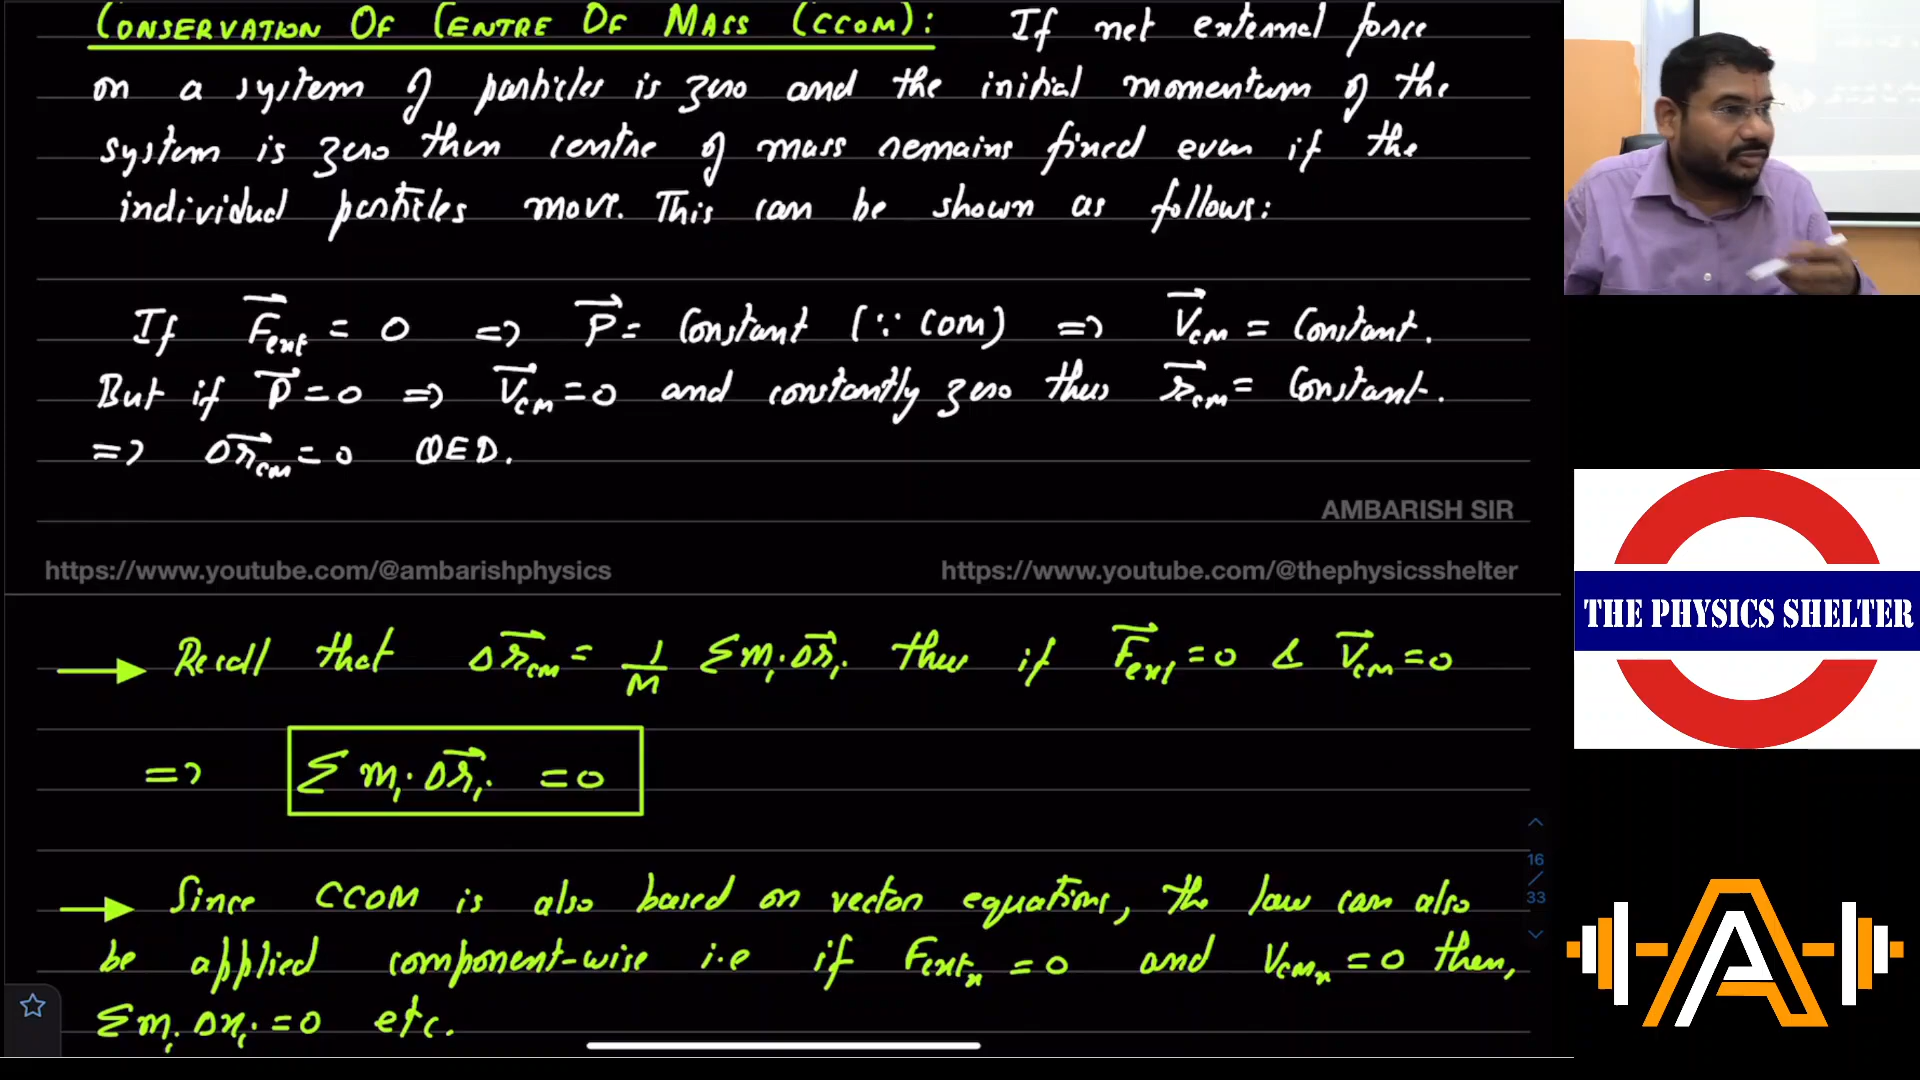 CONSERVATION OF CENTRE OF MASS (CCOM): If net external force
on a system of particles is zero and the initial momentum of the
system is zero then centre of mass remains fixed even if the
individual particles move. This can be shown as follows:
If F⃗ext = 0 => P⃗ = Constant (∵ COM) => V⃗cm = Constant.
But if P⃗ = 0 => V⃗cm = 0 and constantly zero thus r⃗cm = Constant.
=> Δr⃗cm = 0 QED.
AMBARISH SIR
https://www.youtube.com/@ambarishphysics https://www.youtube.com/@thephysicsshelter
THE PHYSICS SHELTER
→ Recall that Δr⃗cm = 1/M Σmi·Δr⃗i thus if F⃗ext = 0 & V⃗cm = 0
=> Σ mi·Δr⃗i = 0
16
/
33
→ Since CCOM is also based on vector equations, the law can also
be applied component-wise i.e if Fextx = 0 and Vcmx = 0 then,
Σmi Δxi = 0 etc.